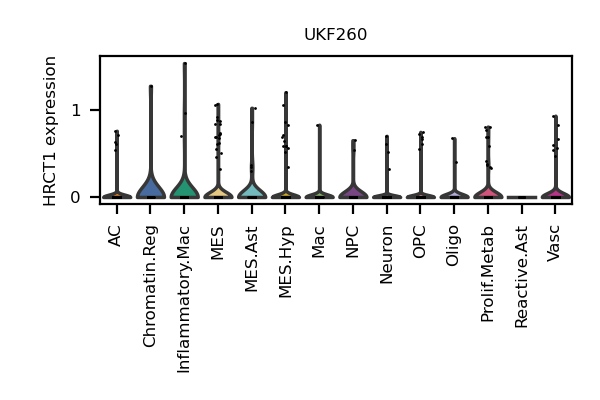 UKF260
HRCT1 expression
1
0
AC
Chromatin.Reg
Inflammatory.Mac
MES
MES.Ast
MES.Hyp
Mac
NPC
Neuron
OPC
Oligo
Prolif.Metab
Reactive.Ast
Vasc